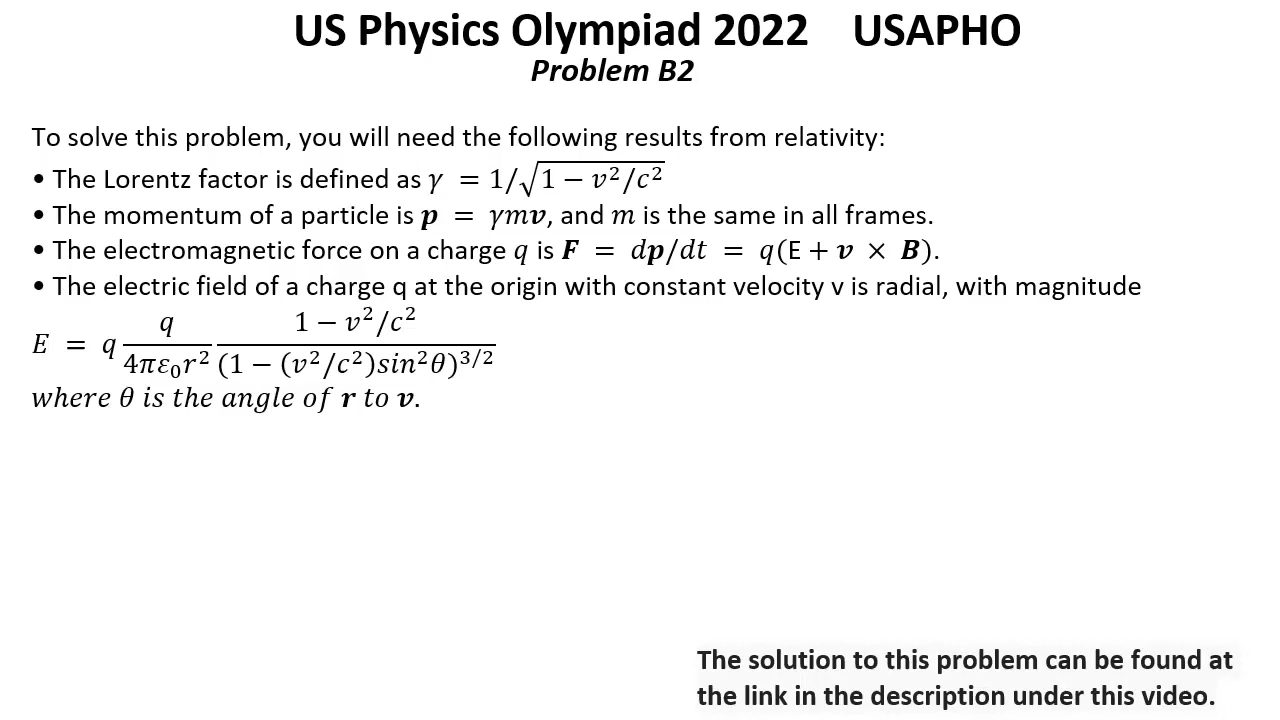 US Physics Olympiad 2022 USAPHO
Problem B2
To solve this problem, you will need the following results from relativity:
• The Lorentz factor is defined as γ = 1/√(1 − v²/c²)
• The momentum of a particle is p = γmv, and m is the same in all frames.
• The electromagnetic force on a charge q is F = dp/dt = q(E + v × B).
• The electric field of a charge q at the origin with constant velocity v is radial, with magnitude
E = q q/(4πε₀r²) (1 − v²/c²)/(1 − (v²/c²)sin²θ)^(3/2)
where θ is the angle of r to v.
The solution to this problem can be found at
the link in the description under this video.